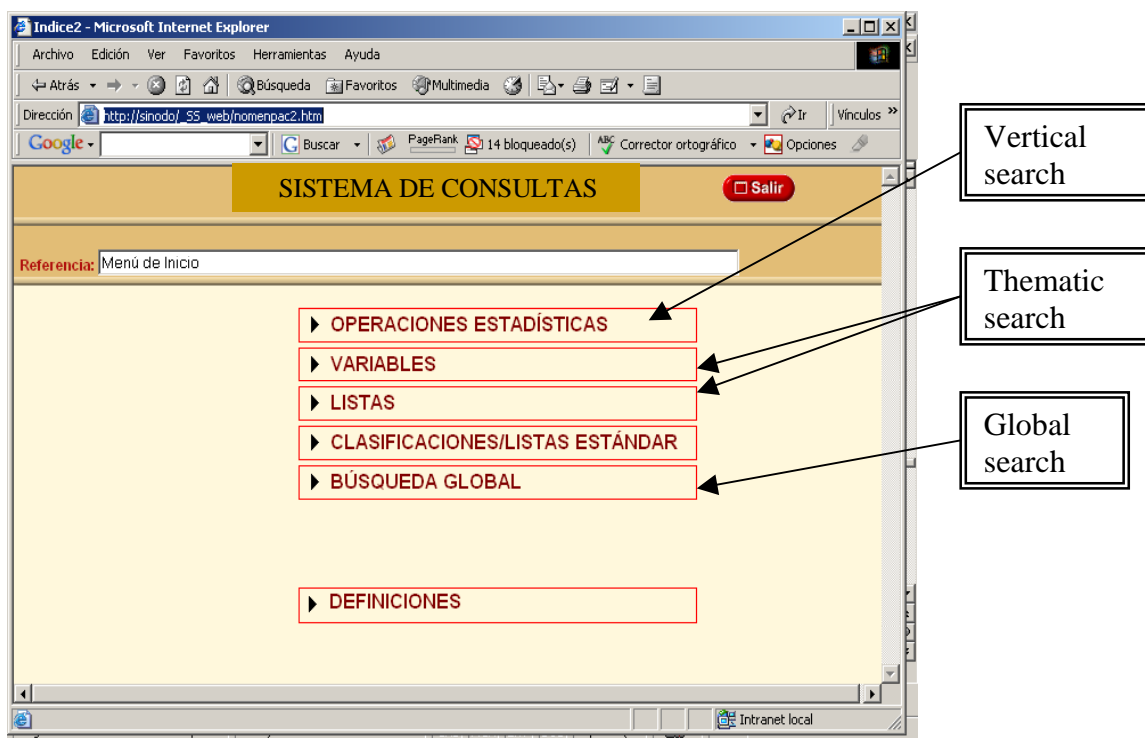 Indice2 - Microsoft Internet Explorer
Archivo Edición Ver Favoritos Herramientas Ayuda
Atrás Búsqueda Favoritos Multimedia
Dirección http://sinodo/_SS_web/nomenpac2.htm Ir Vínculos »
Google Buscar PageRank 14 bloqueado(s) ABC Corrector ortográfico Opciones
SISTEMA DE CONSULTAS
Salir
Referencia: Menú de Inicio
OPERACIONES ESTADÍSTICAS
VARIABLES
LISTAS
CLASIFICACIONES/LISTAS ESTÁNDAR
BÚSQUEDA GLOBAL
DEFINICIONES
Intranet local
Vertical
search
Thematic
search
Global
search